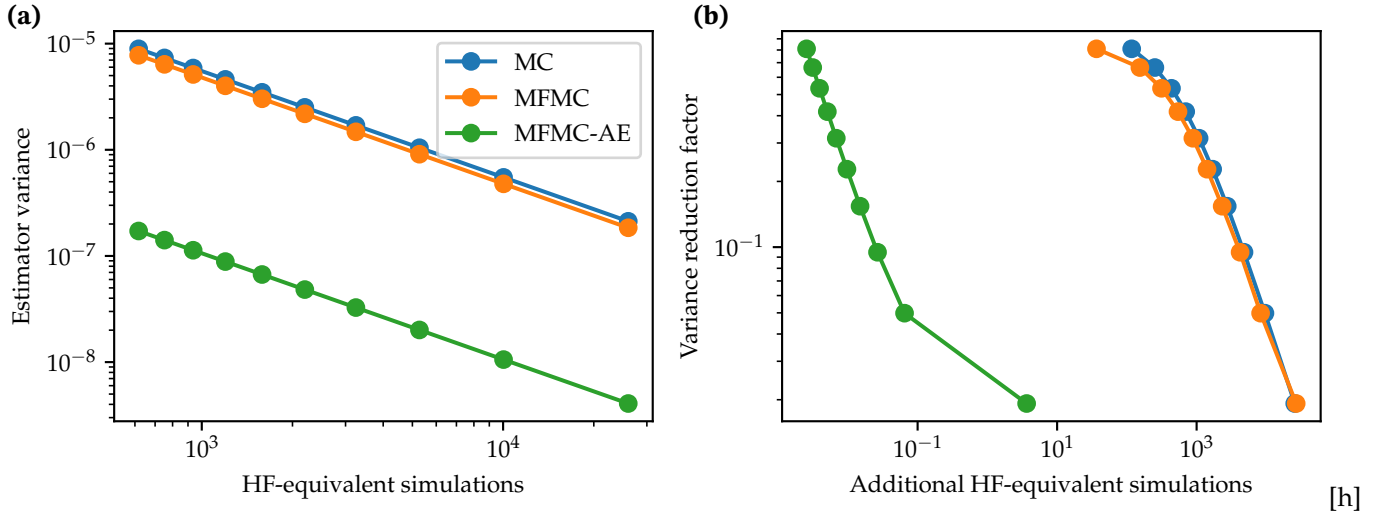 (a)
10⁻⁵
10⁻⁶
10⁻⁷
10⁻⁸
Estimator variance
MC
MFMC
MFMC-AE
10³
10⁴
HF-equivalent simulations
(b)
Variance reduction factor
10⁻¹
10⁻¹
10¹
10³
Additional HF-equivalent simulations
[h]